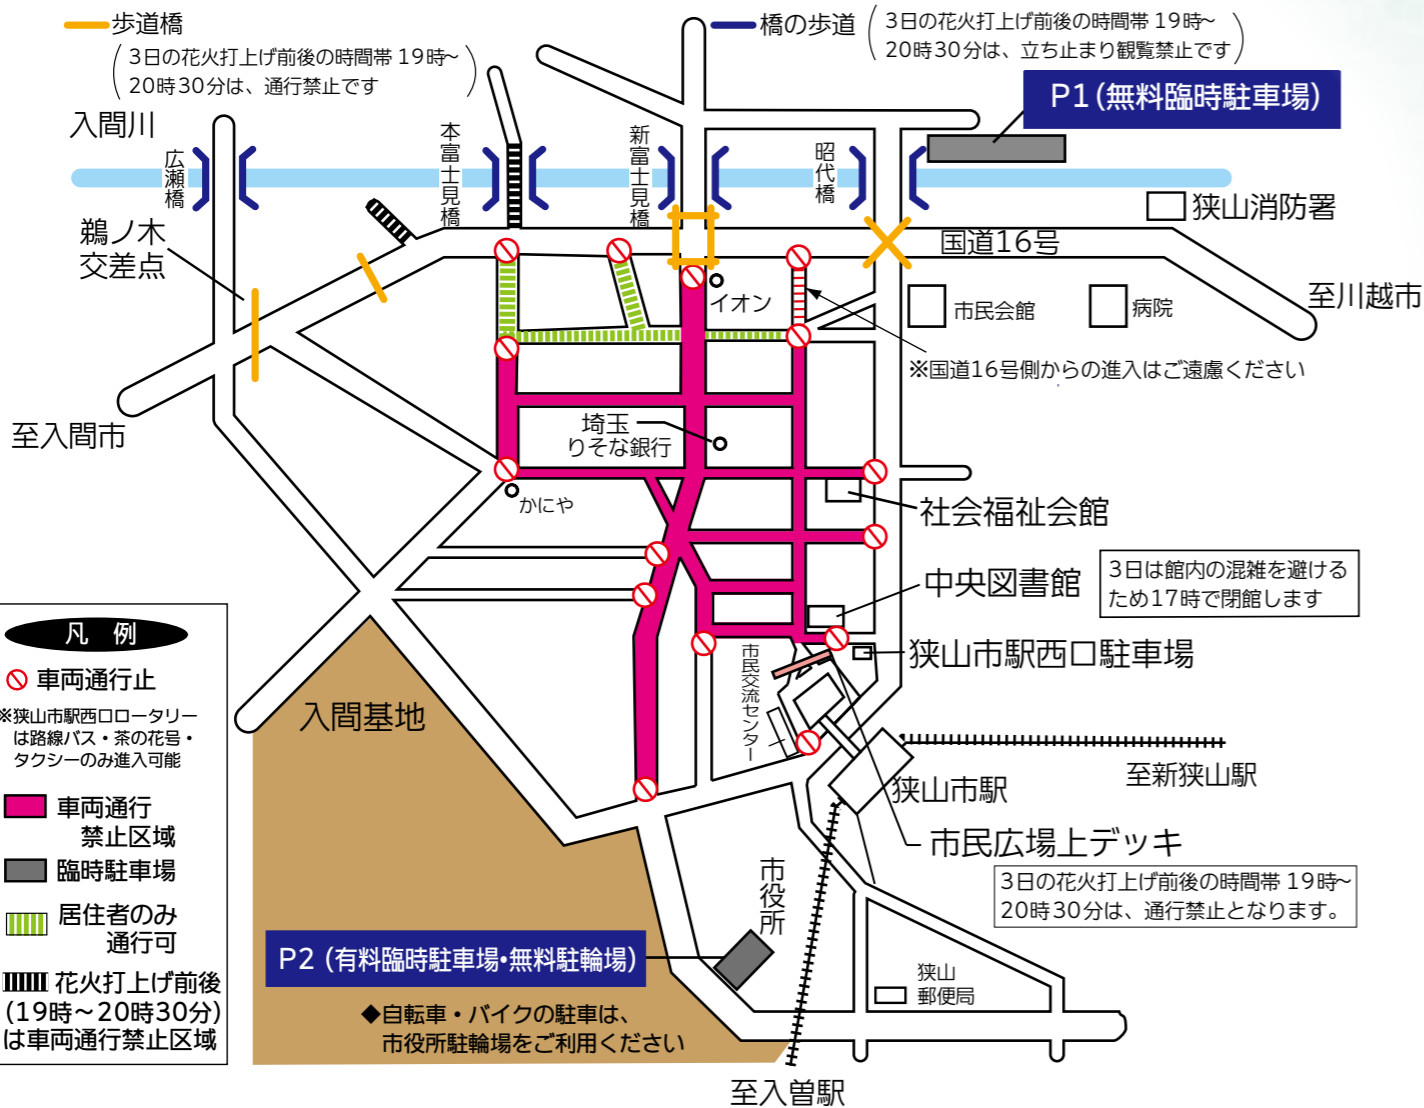 歩道橋
(3日の花火打上げ前後の時間帯 19時〜
20時30分は、通行禁止です)
橋の歩道
(3日の花火打上げ前後の時間帯 19時〜
20時30分は、立ち止まり観覧禁止です)
P1(無料臨時駐車場)
入間川
広瀬橋
本富士見橋
新富士見橋
昭代橋
狭山消防署
鵜ノ木
交差点
国道16号
至川越市
イオン
市民会館
病院
※国道16号側からの進入はご遠慮ください
至入間市
埼玉
りそな銀行
かにや
社会福祉会館
中央図書館
3日は館内の混雑を避ける
ため17時で閉館します
狭山市駅西口駐車場
市民交流センター
入間基地
狭山市駅
至新狭山駅
市民広場上デッキ
3日の花火打上げ前後の時間帯 19時〜
20時30分は、通行禁止となります。
市役所
P2(有料臨時駐車場・無料駐輪場)
◆自転車・バイクの駐車は、
市役所駐輪場をご利用ください
狭山
郵便局
至入曽駅
凡 例
車両通行止
※狭山市駅西口ロータリー
は路線バス・茶の花号・
タクシーのみ進入可能
車両通行
禁止区域
臨時駐車場
居住者のみ
通行可
花火打上げ前後
(19時〜20時30分)
は車両通行禁止区域